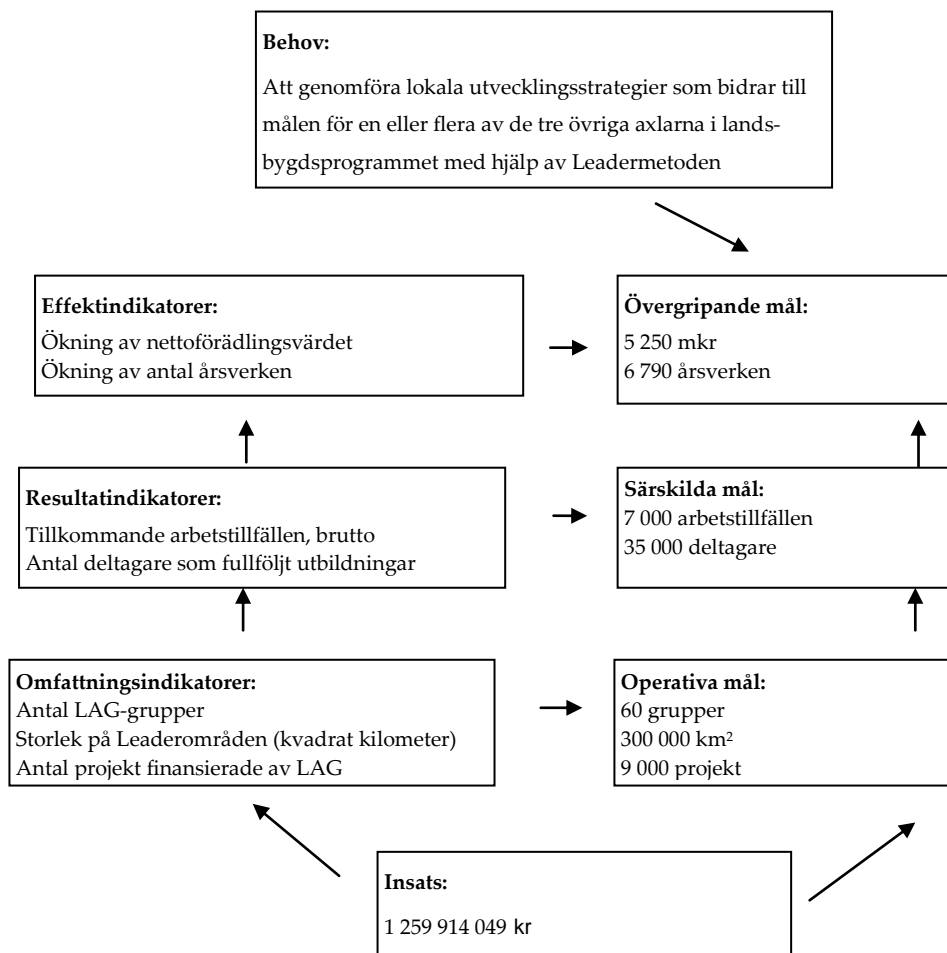 Behov:
Att genomföra lokala utvecklingsstrategier som bidrar till
målen för en eller flera av de tre övriga axlarna i lands-
bygdsprogrammet med hjälp av Leadermetoden
Effektindikatorer:
Ökning av nettoförädlingsvärdet
Ökning av antal årsverken
Övergripande mål:
5 250 mkr
6 790 årsverken
Resultatindikatorer:
Tillkommande arbetstillfällen, brutto
Antal deltagare som fullföljt utbildningar
Särskilda mål:
7 000 arbetstillfällen
35 000 deltagare
Omfattningsindikatorer:
Antal LAG-grupper
Storlek på Leaderområden (kvadrat kilometer)
Antal projekt finansierade av LAG
Operativa mål:
60 grupper
300 000 km²
9 000 projekt
Insats:
1 259 914 049 kr